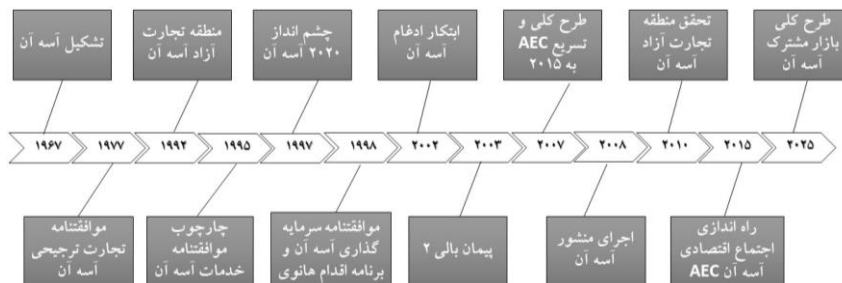 تشکیل آسه آن
منطقه تجارت
آزاد آسه آن
چشم انداز
۲۰۲۰ آسه آن
ابتکار ادغام
آسه آن
طرح کلی و
تسریع AEC
به ۲۰۱۵
تحقق منطقه
تجارت آزاد
آسه آن
طرح کلی
بازار مشترک
آسه آن
۱۹۶۷
۱۹۷۷
۱۹۹۲
۱۹۹۵
۱۹۹۷
۱۹۹۸
۲۰۰۲
۲۰۰۳
۲۰۰۷
۲۰۰۸
۲۰۱۰
۲۰۱۵
۲۰۲۵
موافقتنامه
تجارت ترجیحی
آسه آن
چارچوب
موافقتنامه
خدمات آسه آن
موافقتنامه سرمایه
گذاری آسه آن و
برنامه اقدام هانوی
پیمان بالی ۲
اجرای منشور
آسه آن
راه اندازی
اجتماع اقتصادی
آسه آن AEC